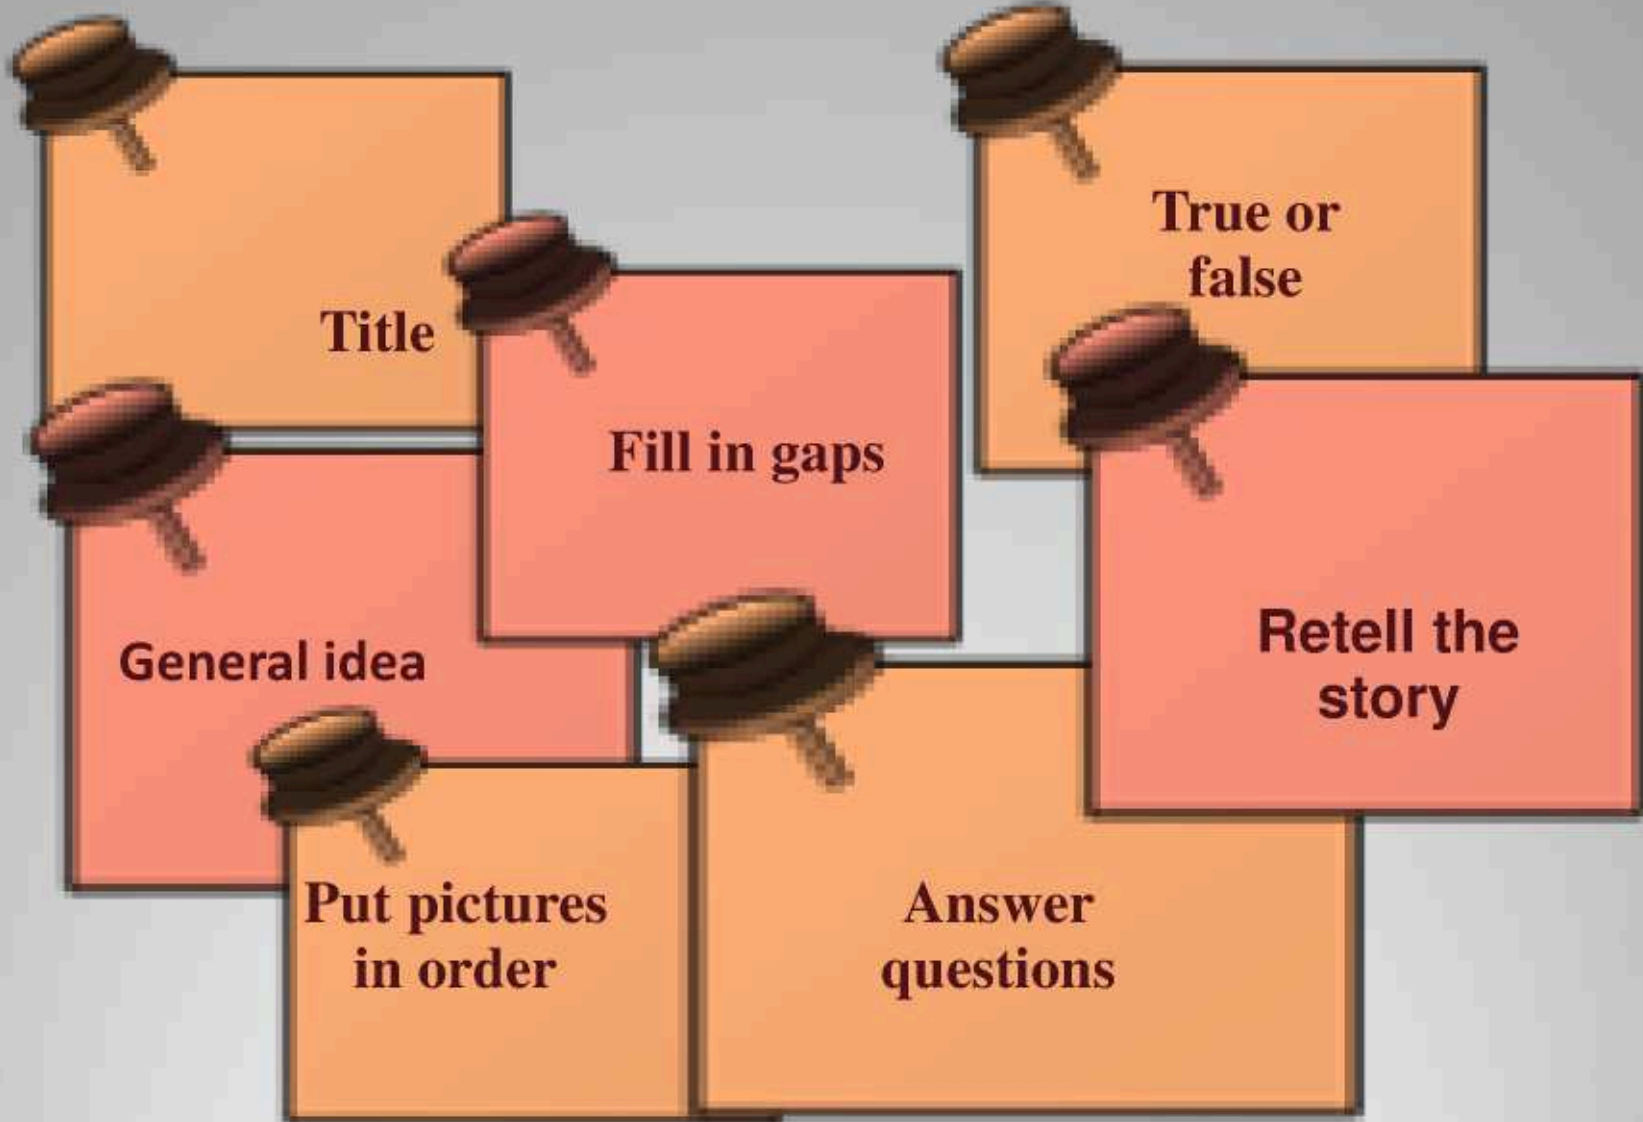 Title
True or
false
Fill in gaps
General idea
Retell the
story
Put pictures
in order
Answer
questions